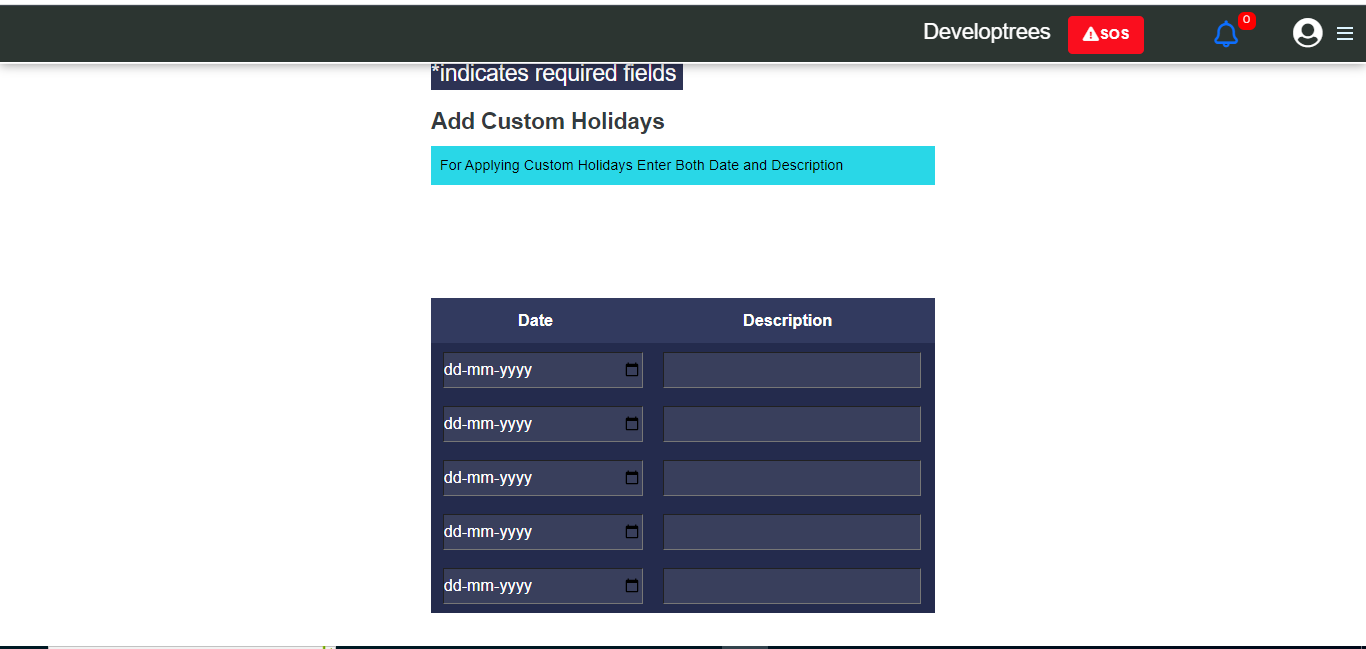 Developtrees
SOS
0
*indicates required fields
Add Custom Holidays
For Applying Custom Holidays Enter Both Date and Description
Date Description
dd-mm-yyyy
dd-mm-yyyy
dd-mm-yyyy
dd-mm-yyyy
dd-mm-yyyy